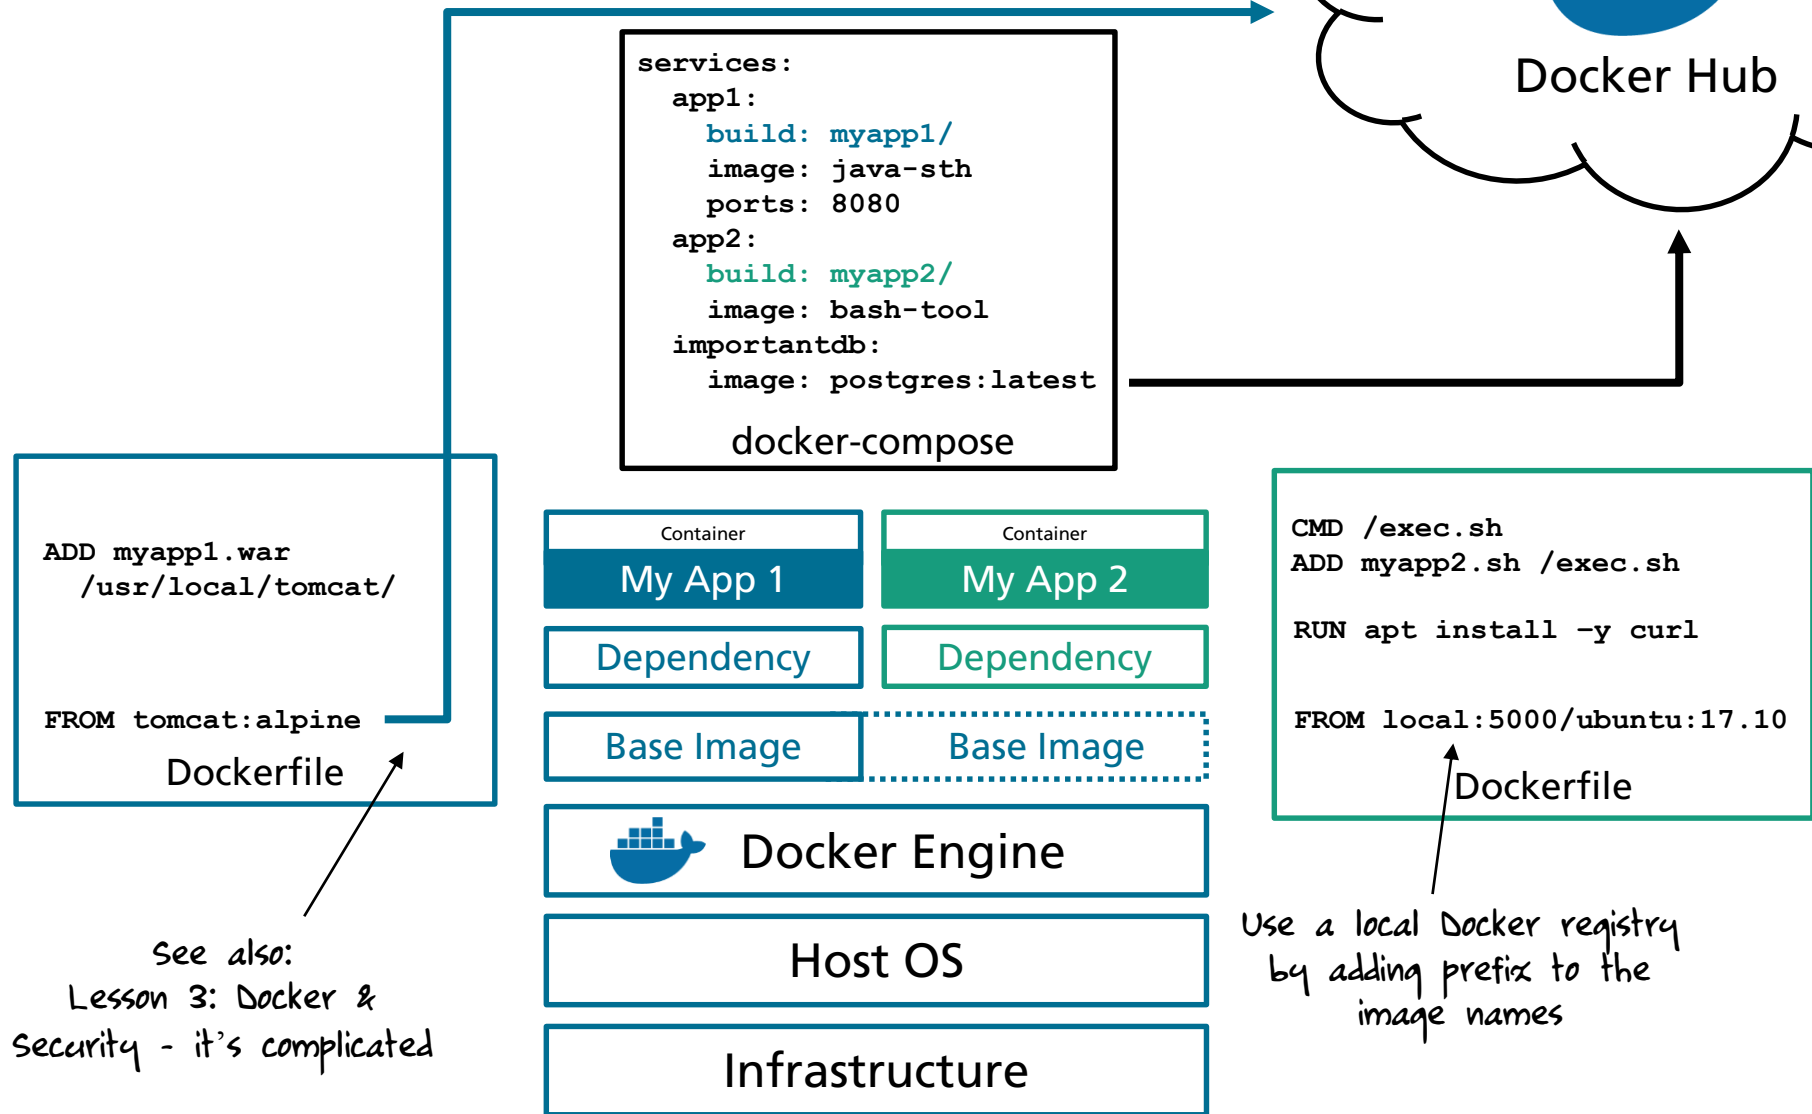 Docker Hub
services:
app1:
build: myapp1/
image: java-sth
ports: 8080
app2:
build: myapp2/
image: bash-tool
importantdb:
image: postgres:latest
docker-compose
ADD myapp1.war
/usr/local/tomcat/
FROM tomcat:alpine
Dockerfile
See also:
Lesson 3: Docker &
Security - it's complicated
Container
My App 1
Dependency
Base Image
Container
My App 2
Dependency
Base Image
Docker Engine
Host OS
Infrastructure
CMD /exec.sh
ADD myapp2.sh /exec.sh
RUN apt install –y curl
FROM local:5000/ubuntu:17.10
Dockerfile
Use a local Docker registry
by adding prefix to the
image names